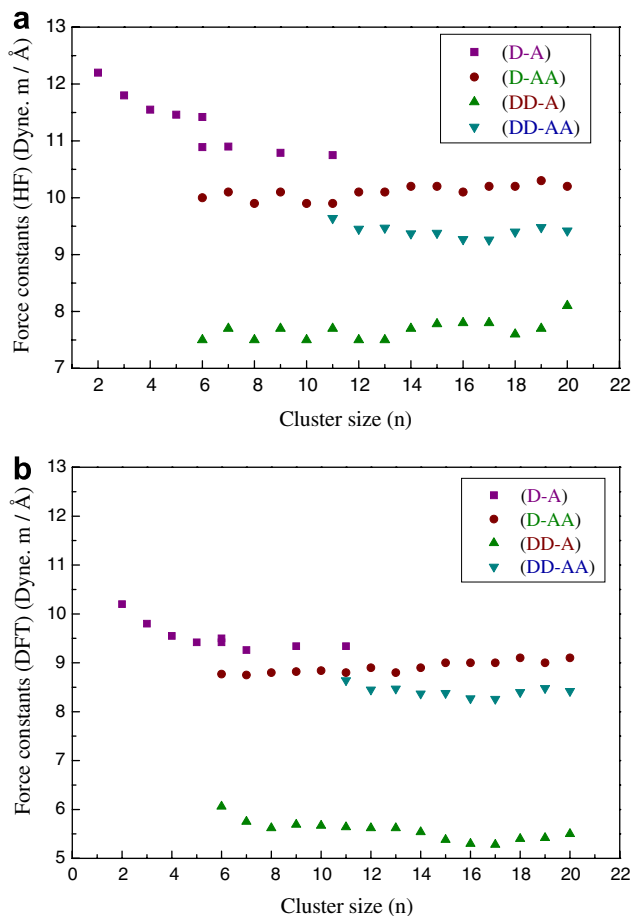 a
13
12
11
10
9
8
7
2 4 6 8 10 12 14 16 18 20 22
Force constants (HF) (Dyne. m / Å)
Cluster size (n)
(D-A)
(D-AA)
(DD-A)
(DD-AA)
b
13
12
11
10
9
8
7
6
5
0 2 4 6 8 10 12 14 16 18 20 22
Force constants (DFT) (Dyne. m / Å)
Cluster size (n)
(D-A)
(D-AA)
(DD-A)
(DD-AA)